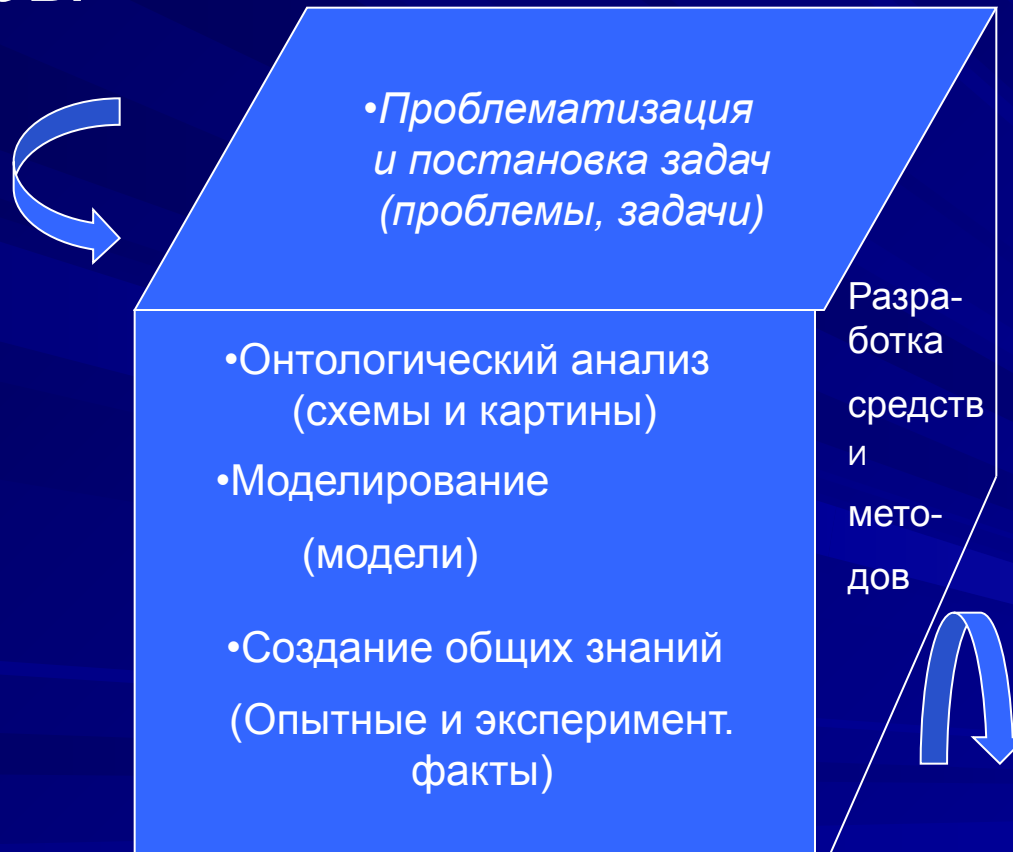 •Проблематизация
и постановка задач
(проблемы, задачи)
•Онтологический анализ
(схемы и картины)
•Моделирование
(модели)
•Создание общих знаний
(Опытные и эксперимент.
факты)
Разра-
ботка
средств
и
мето-
дов